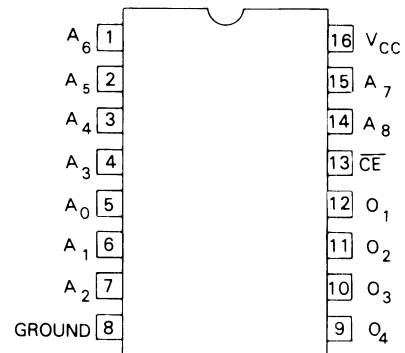 A6 1 16 VCC
A5 2 15 A7
A4 3 14 A8
A3 4 13 C̅E̅
A0 5 12 O1
A1 6 11 O2
A2 7 10 O3
GROUND 8 9 O4